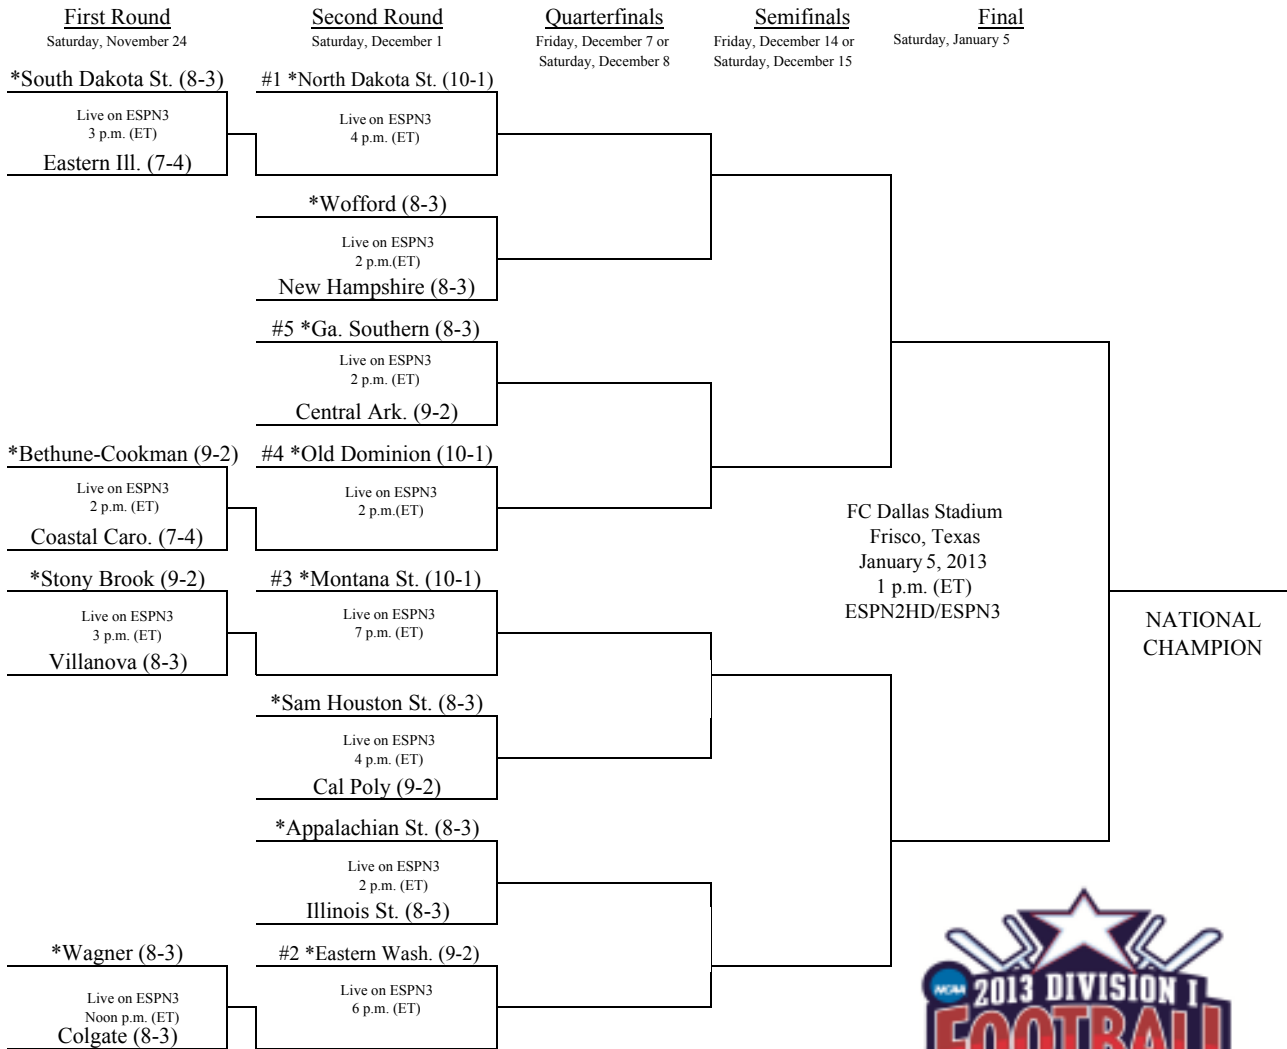 First Round
Saturday, November 24
Second Round
Saturday, December 1
Quarterfinals
Friday, December 7 or
Saturday, December 8
Semifinals
Friday, December 14 or
Saturday, December 15
Final
Saturday, January 5
*South Dakota St. (8-3)
Live on ESPN3
3 p.m. (ET)
Eastern Ill. (7-4)
*Bethune-Cookman (9-2)
Live on ESPN3
2 p.m. (ET)
Coastal Caro. (7-4)
*Stony Brook (9-2)
Live on ESPN3
3 p.m. (ET)
Villanova (8-3)
*Wagner (8-3)
Live on ESPN3
Noon p.m. (ET)
Colgate (8-3)
#1 *North Dakota St. (10-1)
Live on ESPN3
4 p.m. (ET)
*Wofford (8-3)
Live on ESPN3
2 p.m.(ET)
New Hampshire (8-3)
#5 *Ga. Southern (8-3)
Live on ESPN3
2 p.m. (ET)
Central Ark. (9-2)
#4 *Old Dominion (10-1)
Live on ESPN3
2 p.m.(ET)
#3 *Montana St. (10-1)
Live on ESPN3
7 p.m. (ET)
*Sam Houston St. (8-3)
Live on ESPN3
4 p.m. (ET)
Cal Poly (9-2)
*Appalachian St. (8-3)
Live on ESPN3
2 p.m. (ET)
Illinois St. (8-3)
#2 *Eastern Wash. (9-2)
Live on ESPN3
6 p.m. (ET)
FC Dallas Stadium
Frisco, Texas
January 5, 2013
1 p.m. (ET)
ESPN2HD/ESPN3
NATIONAL
CHAMPION
NCAA
2013 DIVISION I
FOOTBALL